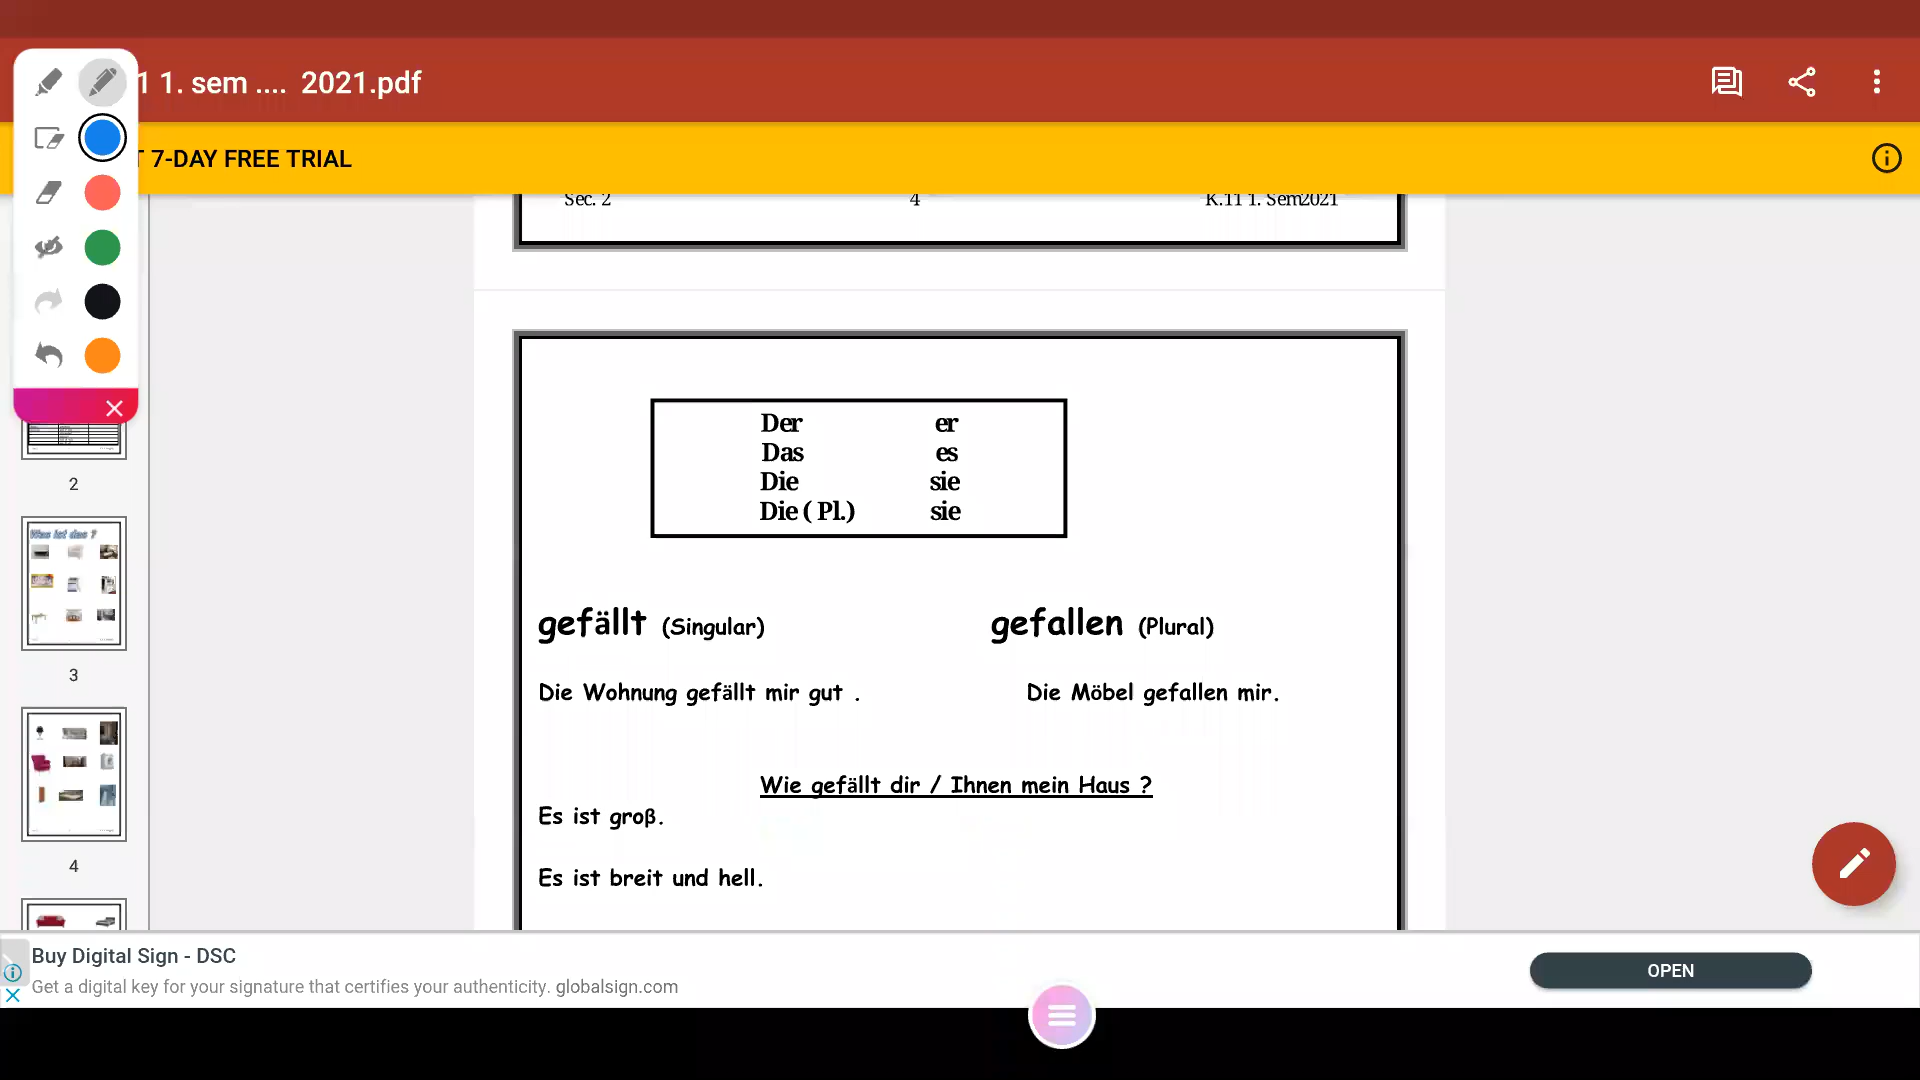 1 1. sem .... 2021.pdf
T 7-DAY FREE TRIAL
Sec. 2 4 K.11 1. Sem2021
Der er
Das es
Die sie
Die ( Pl.) sie
gefällt (Singular) gefallen (Plural)
Die Wohnung gefällt mir gut . Die Möbel gefallen mir.
Wie gefällt dir / Ihnen mein Haus ?
Es ist groß.
Es ist breit und hell.
2
Was ist das ?
3
4
Buy Digital Sign - DSC
Get a digital key for your signature that certifies your authenticity. globalsign.com
OPEN